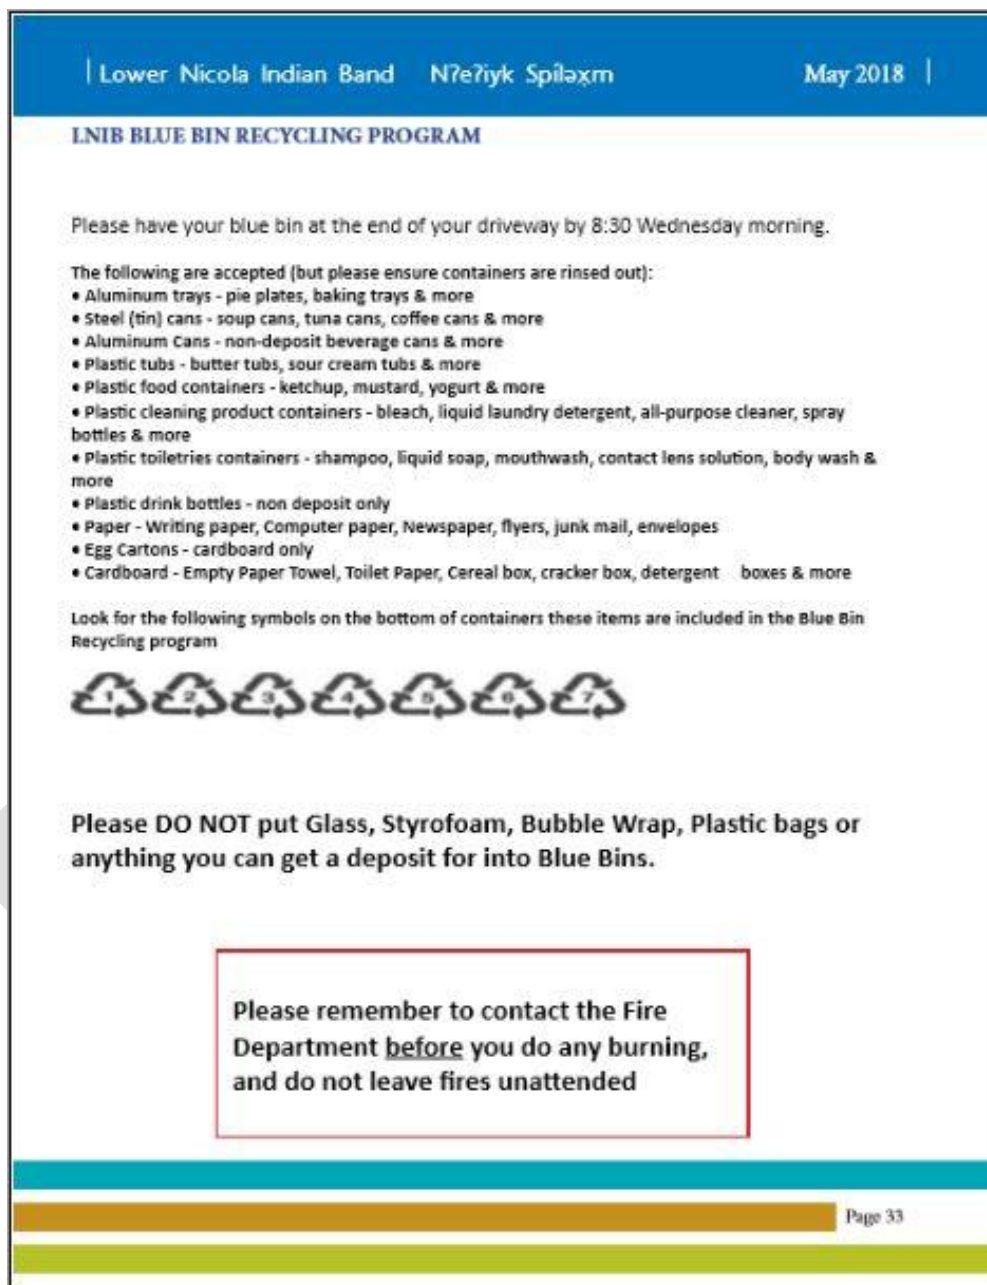 Lower Nicola Indian Band N?e?iyk Spíləx̣m May 2018
LNIB BLUE BIN RECYCLING PROGRAM
Please have your blue bin at the end of your driveway by 8:30 Wednesday morning.
The following are accepted (but please ensure containers are rinsed out):
• Aluminum trays - pie plates, baking trays & more
• Steel (tin) cans - soup cans, tuna cans, coffee cans & more
• Aluminum Cans - non-deposit beverage cans & more
• Plastic tubs - butter tubs, sour cream tubs & more
• Plastic food containers - ketchup, mustard, yogurt & more
• Plastic cleaning product containers - bleach, liquid laundry detergent, all-purpose cleaner, spray
bottles & more
• Plastic toiletries containers - shampoo, liquid soap, mouthwash, contact lens solution, body wash &
more
• Plastic drink bottles - non deposit only
• Paper - Writing paper, Computer paper, Newspaper, flyers, junk mail, envelopes
• Egg Cartons - cardboard only
• Cardboard - Empty Paper Towel, Toilet Paper, Cereal box, cracker box, detergent boxes & more
Look for the following symbols on the bottom of containers these items are included in the Blue Bin
Recycling program
1 2 3 4 5 6 7
Please DO NOT put Glass, Styrofoam, Bubble Wrap, Plastic bags or
anything you can get a deposit for into Blue Bins.
Please remember to contact the Fire
Department before you do any burning,
and do not leave fires unattended
Page 33